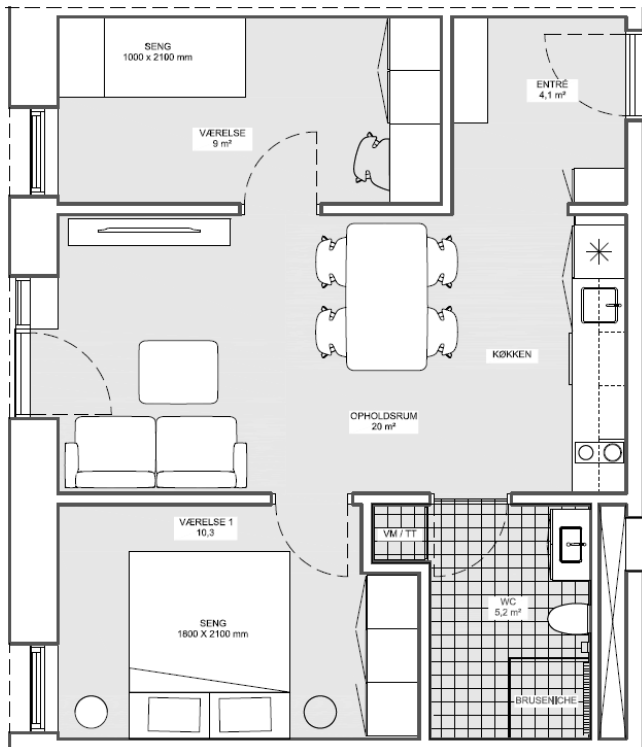 SENG
1000 x 2100 mm
ENTRÉ
4,1 m²
VÆRELSE
9 m²
KØKKEN
OPHOLDSRUM
20 m²
VÆRELSE 1
10,3
VM / TT
WC
5,2 m²
SENG
1800 X 2100 mm
BRUSENICHE